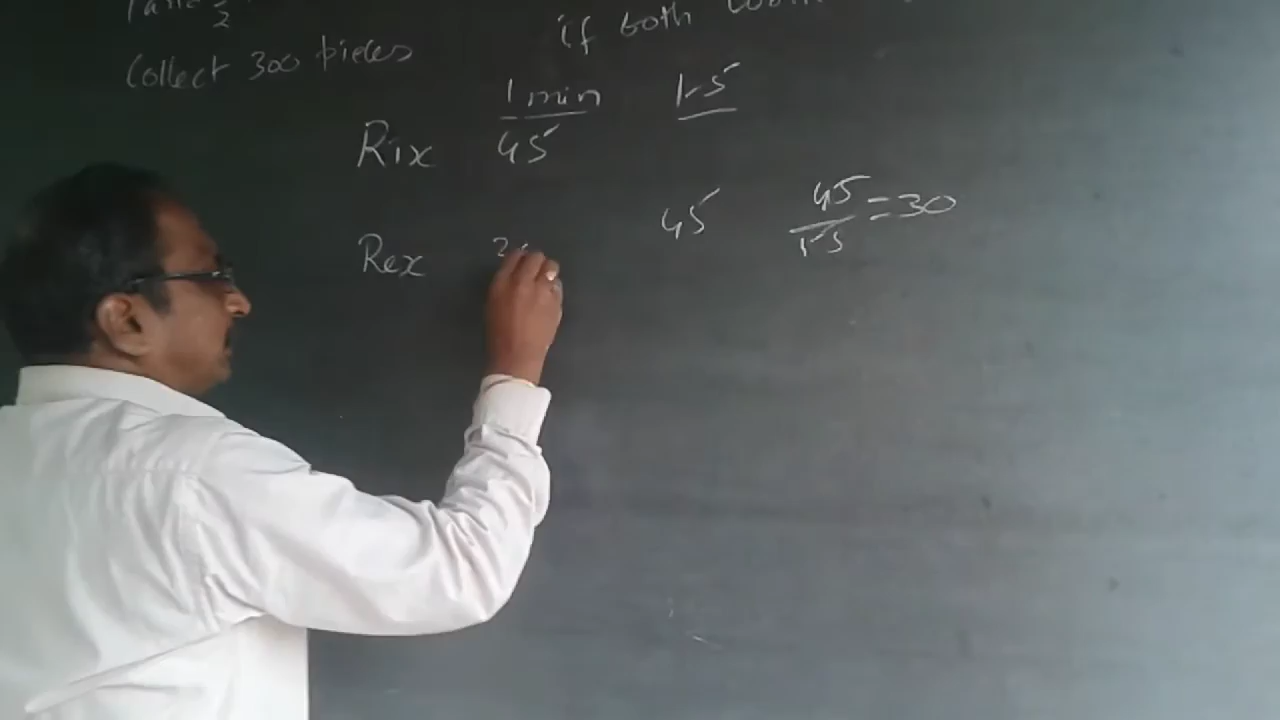 if both
Collect 300 pieces
1 min 1.5
Rix 45
45 45/1.5 =30
Rex